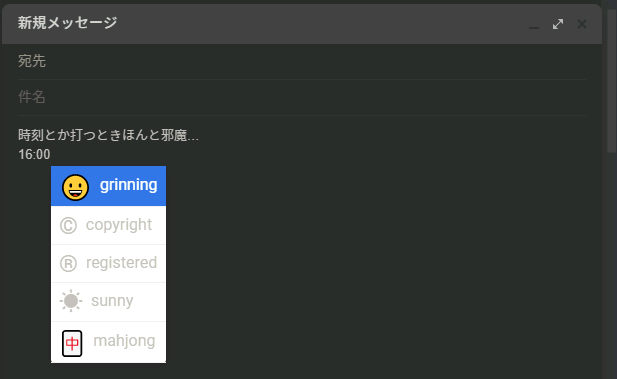 新規メッセージ
宛先
件名
時刻とか打つときほんと邪魔...
16:00
grinning
© copyright
® registered
sunny
中 mahjong